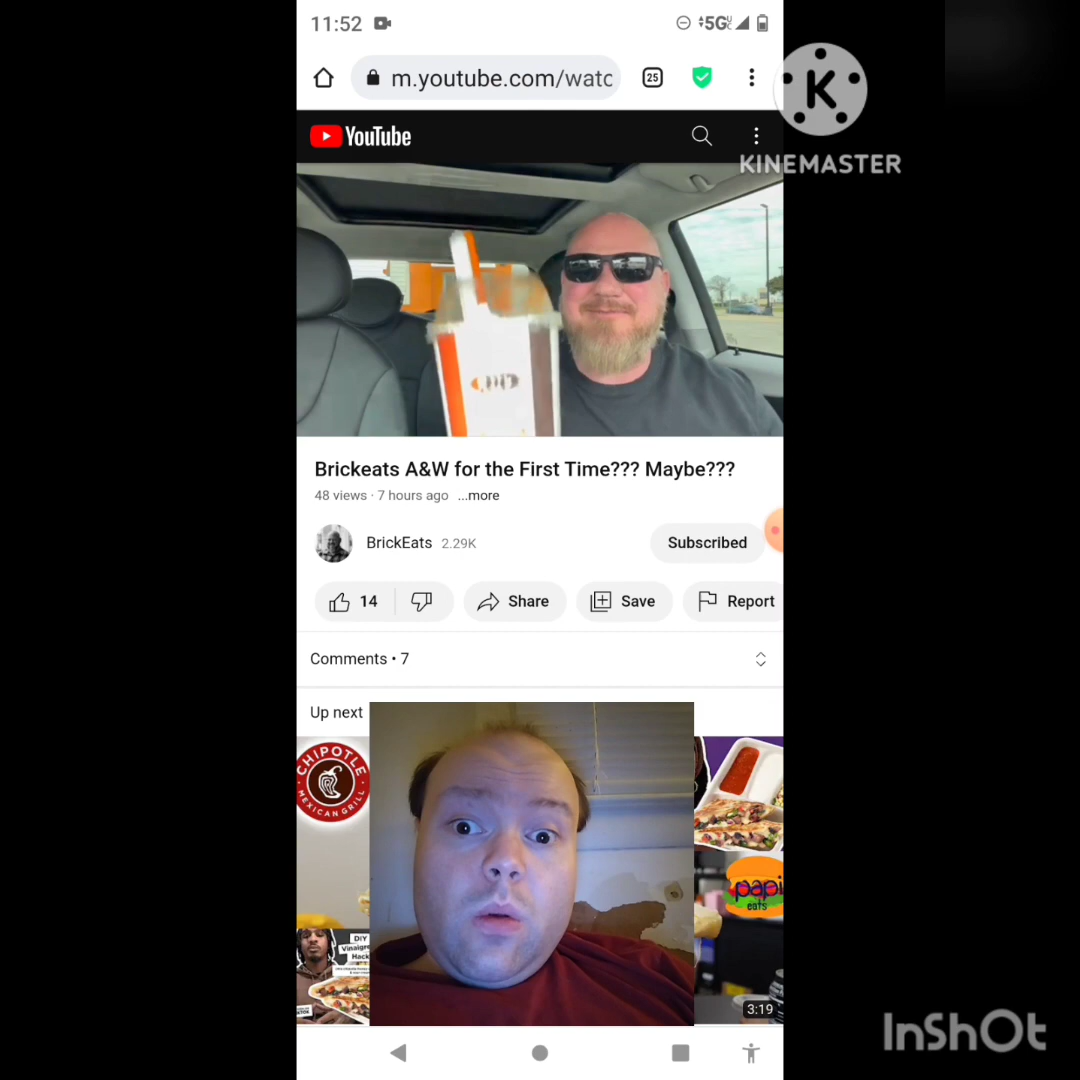 11:52
5G
m.youtube.com/watc
25
K
KINEMASTER
YouTube
Brickeats A&W for the First Time??? Maybe???
48 views · 7 hours ago ...more
BrickEats 2.29K
Subscribed
14
Share
Save
Report
Comments • 7
Up next
CHIPOTLE
MEXICAN GRILL
papi
eats
DIY
Vinaigre
Hack
3:19
InShOt